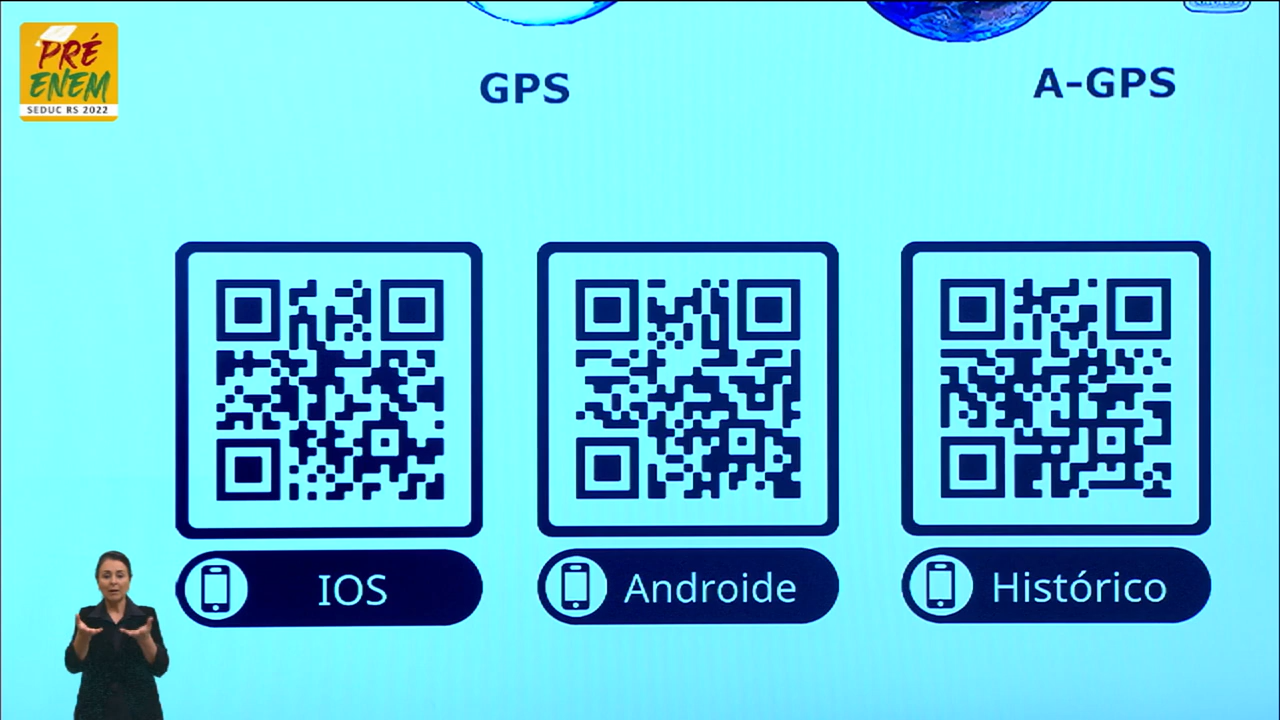 PRÉ
ENEM
SEDUC RS 2022
GPS
A-GPS
IOS
Androide
Histórico